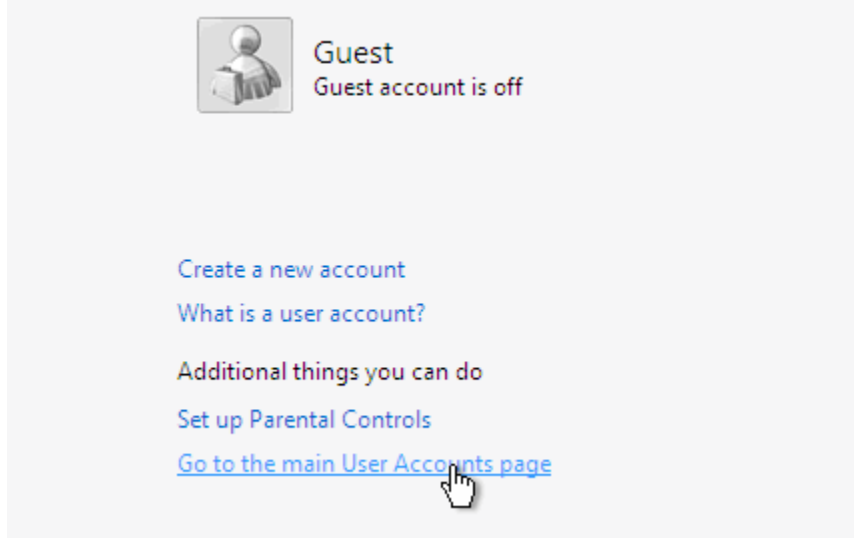 Guest
Guest account is off
Create a new account
What is a user account?
Additional things you can do
Set up Parental Controls
Go to the main User Accounts page